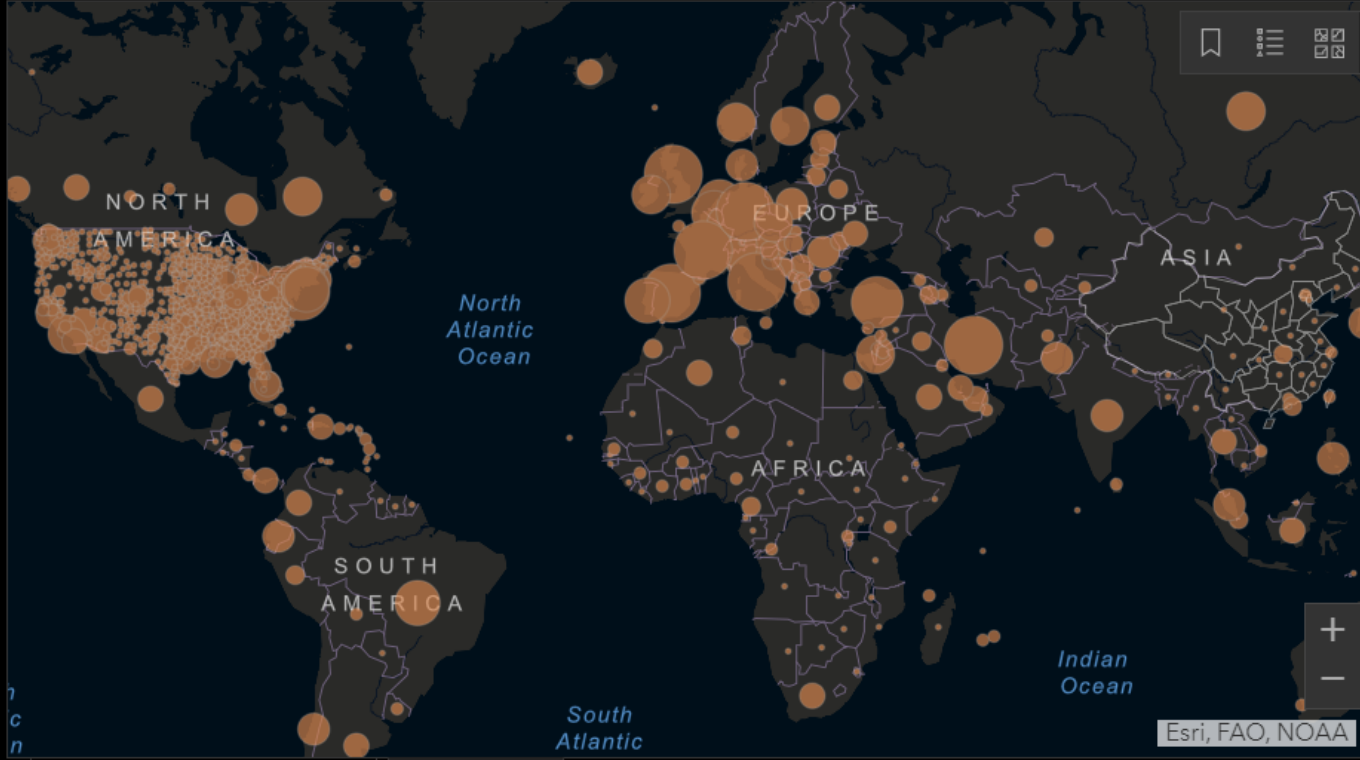 NORTH
AMERICA
EUROPE
ASIA
North
Atlantic
Ocean
AFRICA
SOUTH
AMERICA
Indian
Ocean
h
c
n
South
Atlantic
+
−
Esri, FAO, NOAA